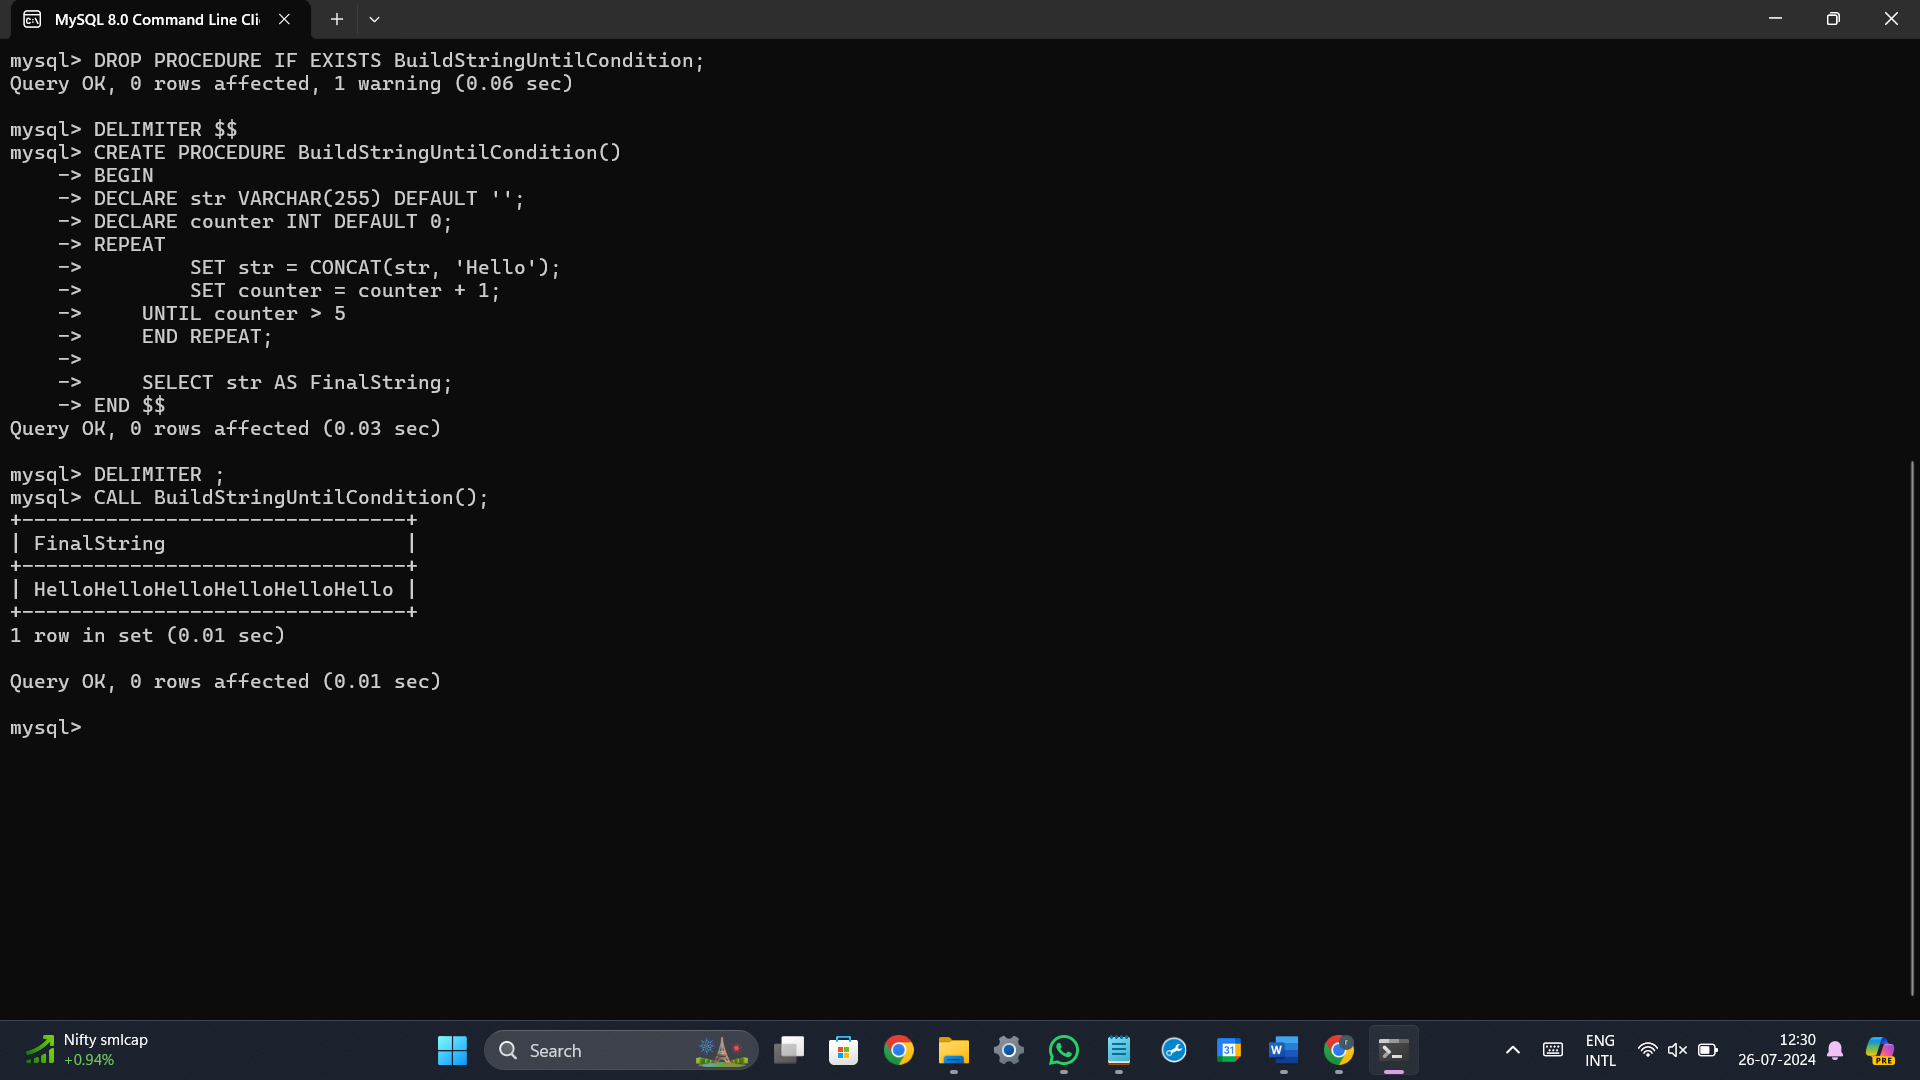 MySQL 8.0 Command Line Cli
mysql> DROP PROCEDURE IF EXISTS BuildStringUntilCondition;
Query OK, 0 rows affected, 1 warning (0.06 sec)
mysql> DELIMITER $$
mysql> CREATE PROCEDURE BuildStringUntilCondition()
    -> BEGIN
    -> DECLARE str VARCHAR(255) DEFAULT '';
    -> DECLARE counter INT DEFAULT 0;
    -> REPEAT
    ->         SET str = CONCAT(str, 'Hello');
    ->         SET counter = counter + 1;
    ->     UNTIL counter > 5
    ->     END REPEAT;
    ->
    ->     SELECT str AS FinalString;
    -> END $$
Query OK, 0 rows affected (0.03 sec)
mysql> DELIMITER ;
mysql> CALL BuildStringUntilCondition();
+--------------------------------+
| FinalString                    |
+--------------------------------+
| HelloHelloHelloHelloHelloHello |
+--------------------------------+
1 row in set (0.01 sec)
Query OK, 0 rows affected (0.01 sec)
mysql>
Nifty smlcap
+0.94%
Search
31
W
r
ENG
INTL
12:30
26-07-2024
PRE